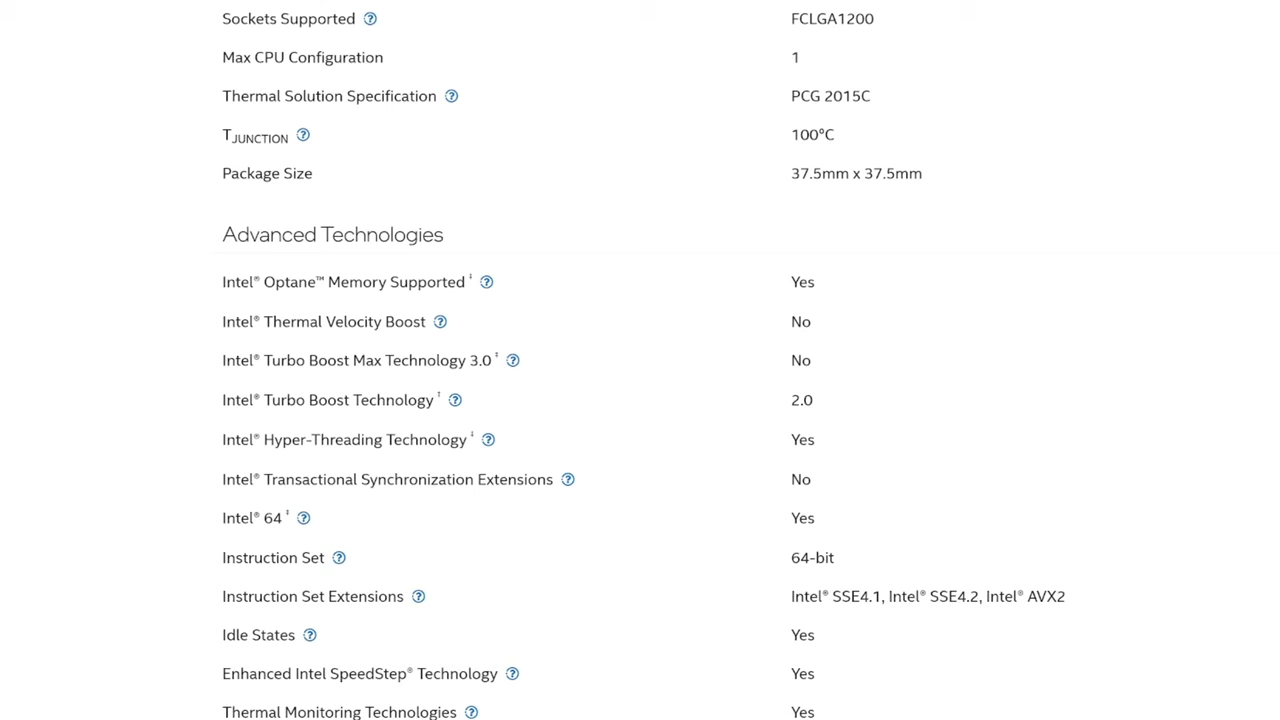 Sockets Supported FCLGA1200
Max CPU Configuration 1
Thermal Solution Specification PCG 2015C
TJUNCTION 100°C
Package Size 37.5mm x 37.5mm
Advanced Technologies
Intel® Optane™ Memory Supported ‡ Yes
Intel® Thermal Velocity Boost No
Intel® Turbo Boost Max Technology 3.0 ‡ No
Intel® Turbo Boost Technology † 2.0
Intel® Hyper-Threading Technology ‡ Yes
Intel® Transactional Synchronization Extensions No
Intel® 64 ‡ Yes
Instruction Set 64-bit
Instruction Set Extensions Intel® SSE4.1, Intel® SSE4.2, Intel® AVX2
Idle States Yes
Enhanced Intel SpeedStep® Technology Yes
Thermal Monitoring Technologies Yes